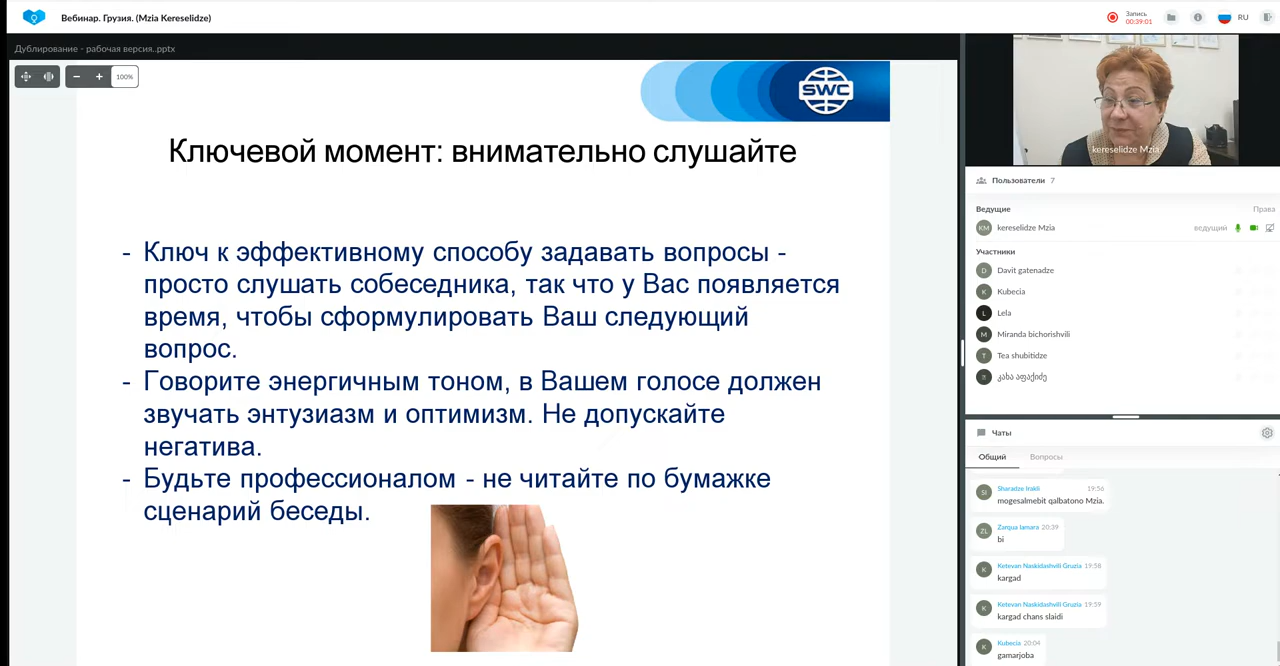 Вебинар. Грузия. (Mzia Kereselidze)
Запись
00:39:01
RU
Дублирование - рабочая версия..pptx
100%
SWC
Ключевой момент: внимательно слушайте
- Ключ к эффективному способу задавать вопросы -
просто слушать собеседника, так что у Вас появляется
время, чтобы сформулировать Ваш следующий
вопрос.
- Говорите энергичным тоном, в Вашем голосе должен
звучать энтузиазм и оптимизм. Не допускайте
негатива.
- Будьте профессионалом - не читайте по бумажке
сценарий беседы.
kereselidze Mzia
Пользователи 7
Ведущие Права
KM kereselidze Mzia ведущий
Участники
D Davit gatenadze
K Kubecia
L Lela
M Miranda bichorishvili
T Tea shubitidze
კახა აფაქიძე
Чаты
Общий Вопросы
SI Sharadze Irakli 19:56
mogesalmebit qalbatono Mzia.
ZL Zarqua lamara 20:39
bi
K Ketevan Naskidashvili Gruzia 19:58
kargad
K Ketevan Naskidashvili Gruzia 19:59
kargad chans slaidi
K Kubecia 20:04
gamarjoba